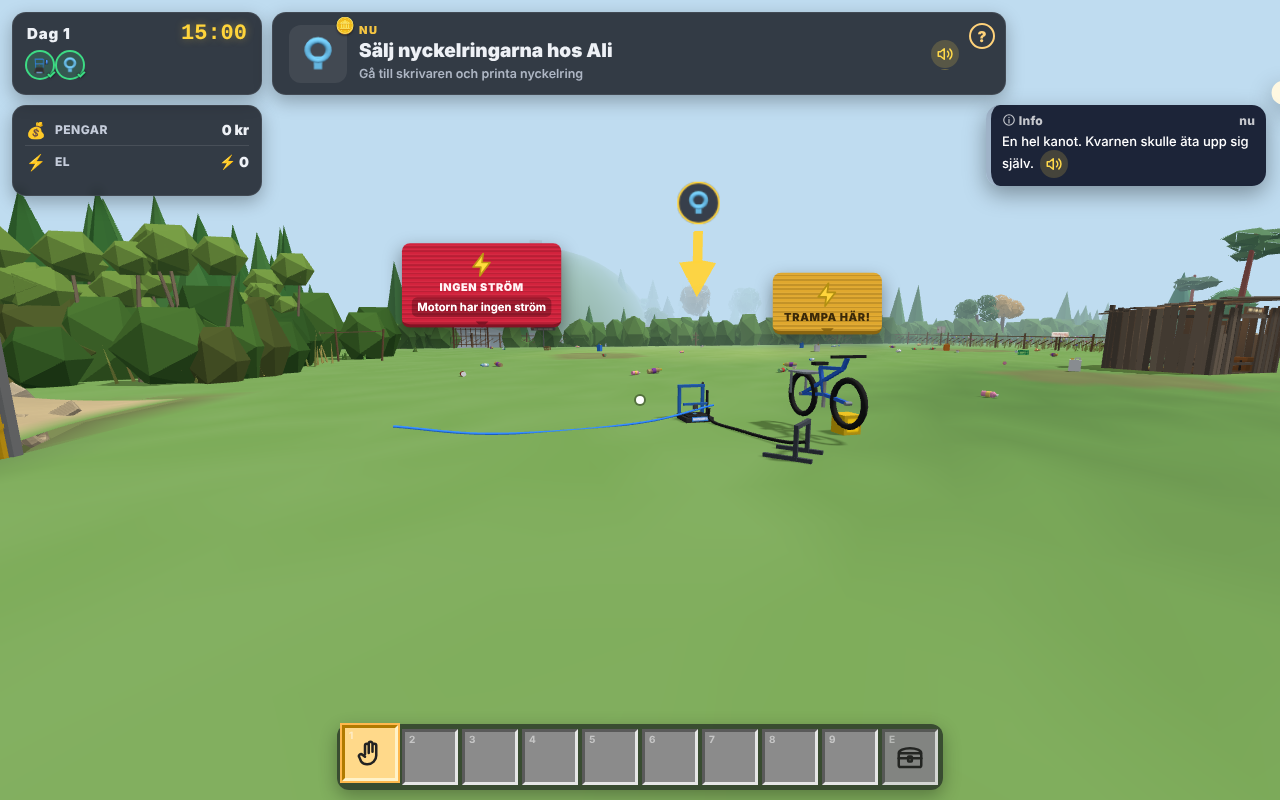 Dag 1
15:00
NU
Sälj nyckelringarna hos Ali
Gå till skrivaren och printa nyckelring
?
PENGAR
0 kr
EL
0
Info
nu
En hel kanot. Kvarnen skulle äta upp sig
själv.
INGEN STRÖM
Motorn har ingen ström
TRAMPA HÄR!
1
2
3
4
5
6
7
8
9
E